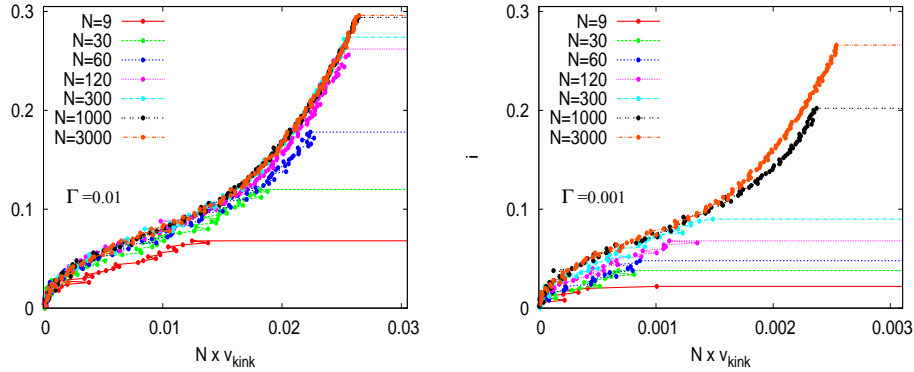 0.3
0.2
0.1
0
0
0.01
0.02
0.03
N x v_kink
N=9
N=30
N=60
N=120
N=300
N=1000
N=3000
Γ =0.01
i
0.3
0.2
0.1
0
0
0.001
0.002
0.003
N x v_kink
N=9
N=30
N=60
N=120
N=300
N=1000
N=3000
Γ =0.001